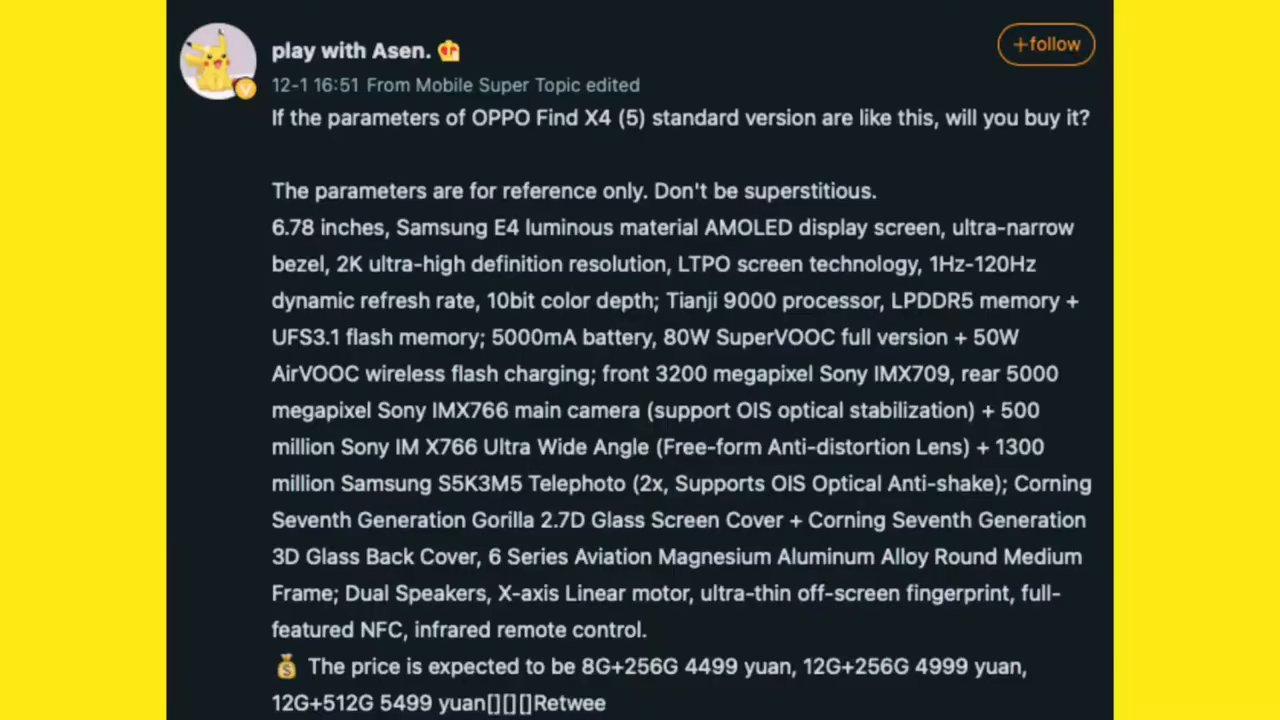 play with Asen.
+follow
12-1 16:51 From Mobile Super Topic edited
If the parameters of OPPO Find X4 (5) standard version are like this, will you buy it?
The parameters are for reference only. Don't be superstitious.
6.78 inches, Samsung E4 luminous material AMOLED display screen, ultra-narrow
bezel, 2K ultra-high definition resolution, LTPO screen technology, 1Hz-120Hz
dynamic refresh rate, 10bit color depth; Tianji 9000 processor, LPDDR5 memory +
UFS3.1 flash memory; 5000mA battery, 80W SuperVOOC full version + 50W
AirVOOC wireless flash charging; front 3200 megapixel Sony IMX709, rear 5000
megapixel Sony IMX766 main camera (support OIS optical stabilization) + 500
million Sony IM X766 Ultra Wide Angle (Free-form Anti-distortion Lens) + 1300
million Samsung S5K3M5 Telephoto (2x, Supports OIS Optical Anti-shake); Corning
Seventh Generation Gorilla 2.7D Glass Screen Cover + Corning Seventh Generation
3D Glass Back Cover, 6 Series Aviation Magnesium Aluminum Alloy Round Medium
Frame; Dual Speakers, X-axis Linear motor, ultra-thin off-screen fingerprint, full-
featured NFC, infrared remote control.
💰 The price is expected to be 8G+256G 4499 yuan, 12G+256G 4999 yuan,
12G+512G 5499 yuan[][][]Retwee